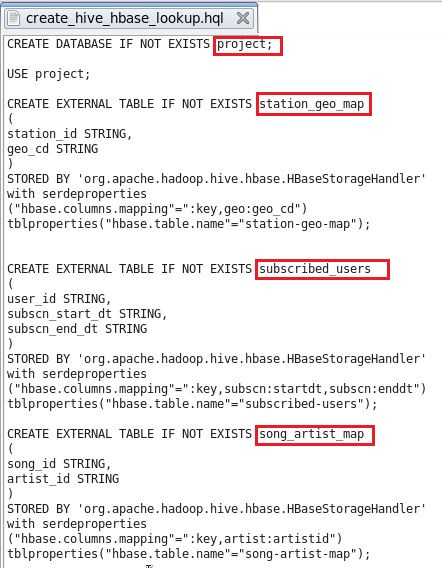 create_hive_hbase_lookup.hql
CREATE DATABASE IF NOT EXISTS project;
USE project;
CREATE EXTERNAL TABLE IF NOT EXISTS station_geo_map
(
station_id STRING,
geo_cd STRING
)
STORED BY 'org.apache.hadoop.hive.hbase.HBaseStorageHandler'
with serdeproperties
("hbase.columns.mapping"=":key,geo:geo_cd")
tblproperties("hbase.table.name"="station-geo-map");
CREATE EXTERNAL TABLE IF NOT EXISTS subscribed_users
(
user_id STRING,
subscn_start_dt STRING,
subscn_end_dt STRING
)
STORED BY 'org.apache.hadoop.hive.hbase.HBaseStorageHandler'
with serdeproperties
("hbase.columns.mapping"=":key,subscn:startdt,subscn:enddt")
tblproperties("hbase.table.name"="subscribed-users");
CREATE EXTERNAL TABLE IF NOT EXISTS song_artist_map
(
song_id STRING,
artist_id STRING
)
STORED BY 'org.apache.hadoop.hive.hbase.HBaseStorageHandler'
with serdeproperties
("hbase.columns.mapping"=":key,artist:artistid")
tblproperties("hbase.table.name"="song-artist-map");